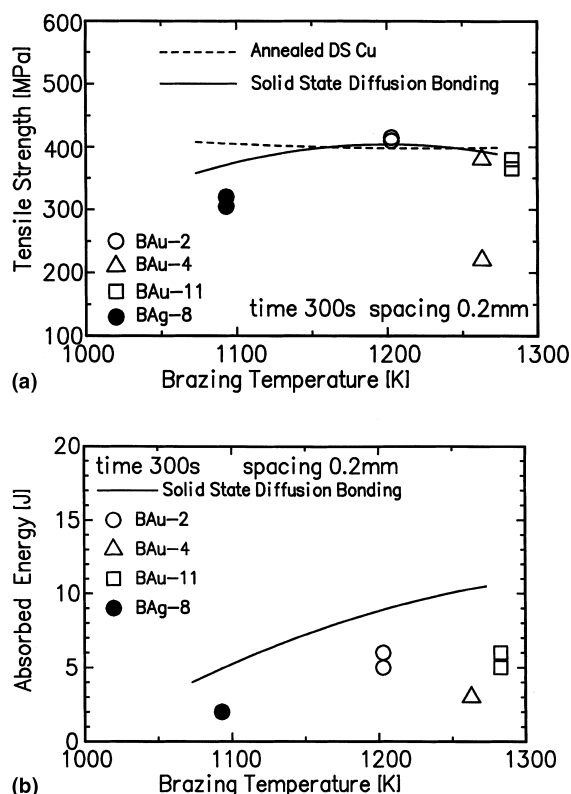 600
500
400
300
200
100
Tensile Strength [MPa]
Annealed DS Cu
Solid State Diffusion Bonding
BAu-2
BAu-4
BAu-11
BAg-8
time 300s spacing 0.2mm
1000 1100 1200 1300
(a) Brazing Temperature [K]
20
15
10
5
0
Absorbed Energy [J]
time 300s spacing 0.2mm
Solid State Diffusion Bonding
BAu-2
BAu-4
BAu-11
BAg-8
1000 1100 1200 1300
(b) Brazing Temperature [K]